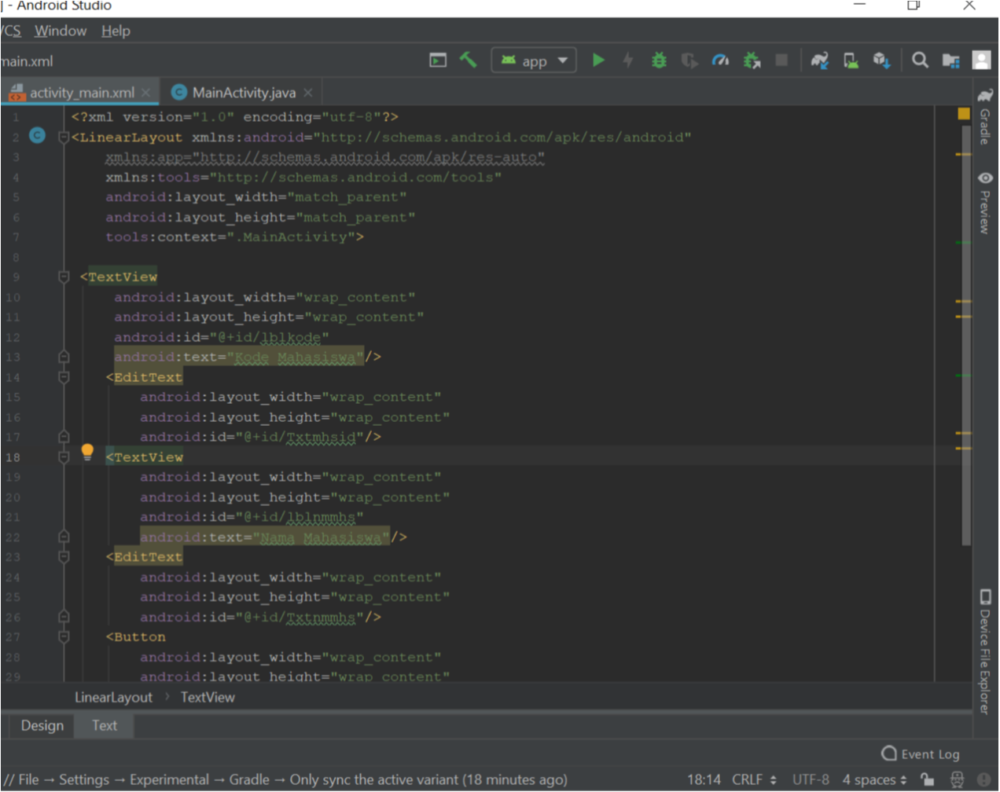 ] - Android Studio
/CS Window Help
main.xml
app
activity_main.xml
MainActivity.java
1 <?xml version="1.0" encoding="utf-8"?>
2 <LinearLayout xmlns:android="http://schemas.android.com/apk/res/android"
3 xmlns:app="http://schemas.android.com/apk/res-auto"
4 xmlns:tools="http://schemas.android.com/tools"
5 android:layout_width="match_parent"
6 android:layout_height="match_parent"
7 tools:context=".MainActivity">
8
9 <TextView
10 android:layout_width="wrap_content"
11 android:layout_height="wrap_content"
12 android:id="@+id/lblkode"
13 android:text="Kode Mahasiswa"/>
14 <EditText
15 android:layout_width="wrap_content"
16 android:layout_height="wrap_content"
17 android:id="@+id/Txtmhsid"/>
18 <TextView
19 android:layout_width="wrap_content"
20 android:layout_height="wrap_content"
21 android:id="@+id/lblnmmhs"
22 android:text="Nama Mahasiswa"/>
23 <EditText
24 android:layout_width="wrap_content"
25 android:layout_height="wrap_content"
26 android:id="@+id/Txtnmmhs"/>
27 <Button
28 android:layout_width="wrap_content"
29 android:layout_height="wrap_content"
Gradle
Preview
Device File Explorer
LinearLayout › TextView
Design Text
Event Log
// File → Settings → Experimental → Gradle → Only sync the active variant (18 minutes ago)
18:14 CRLF UTF-8 4 spaces